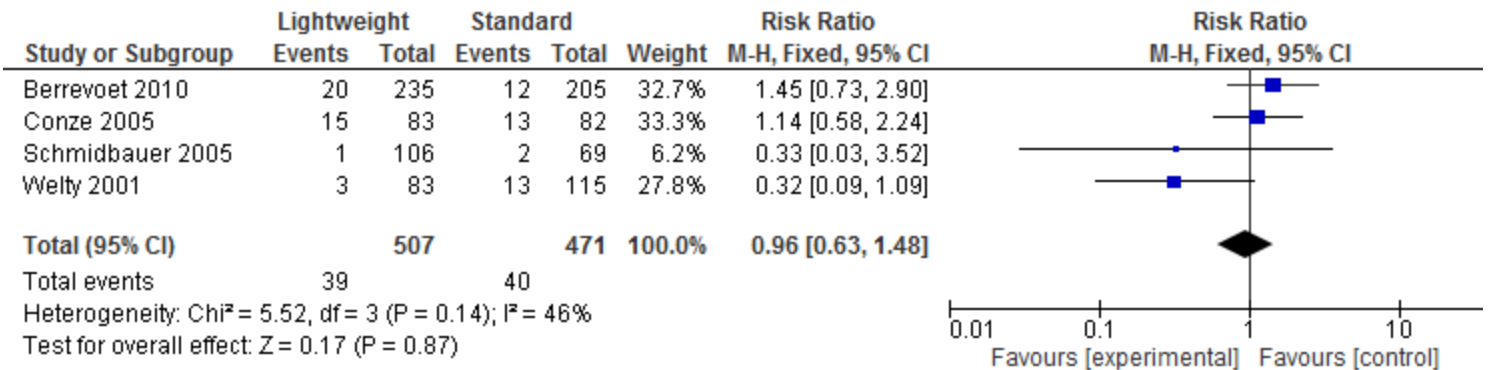 Lightweight Standard Risk Ratio Risk Ratio
Study or Subgroup Events Total Events Total Weight M-H, Fixed, 95% CI M-H, Fixed, 95% CI
Berrevoet 2010 20 235 12 205 32.7% 1.45 [0.73, 2.90]
Conze 2005 15 83 13 82 33.3% 1.14 [0.58, 2.24]
Schmidbauer 2005 1 106 2 69 6.2% 0.33 [0.03, 3.52]
Welty 2001 3 83 13 115 27.8% 0.32 [0.09, 1.09]
Total (95% CI) 507 471 100.0% 0.96 [0.63, 1.48]
Total events 39 40
Heterogeneity: Chi² = 5.52, df = 3 (P = 0.14); I² = 46%
Test for overall effect: Z = 0.17 (P = 0.87)
0.01 0.1 1 10
Favours [experimental] Favours [control]